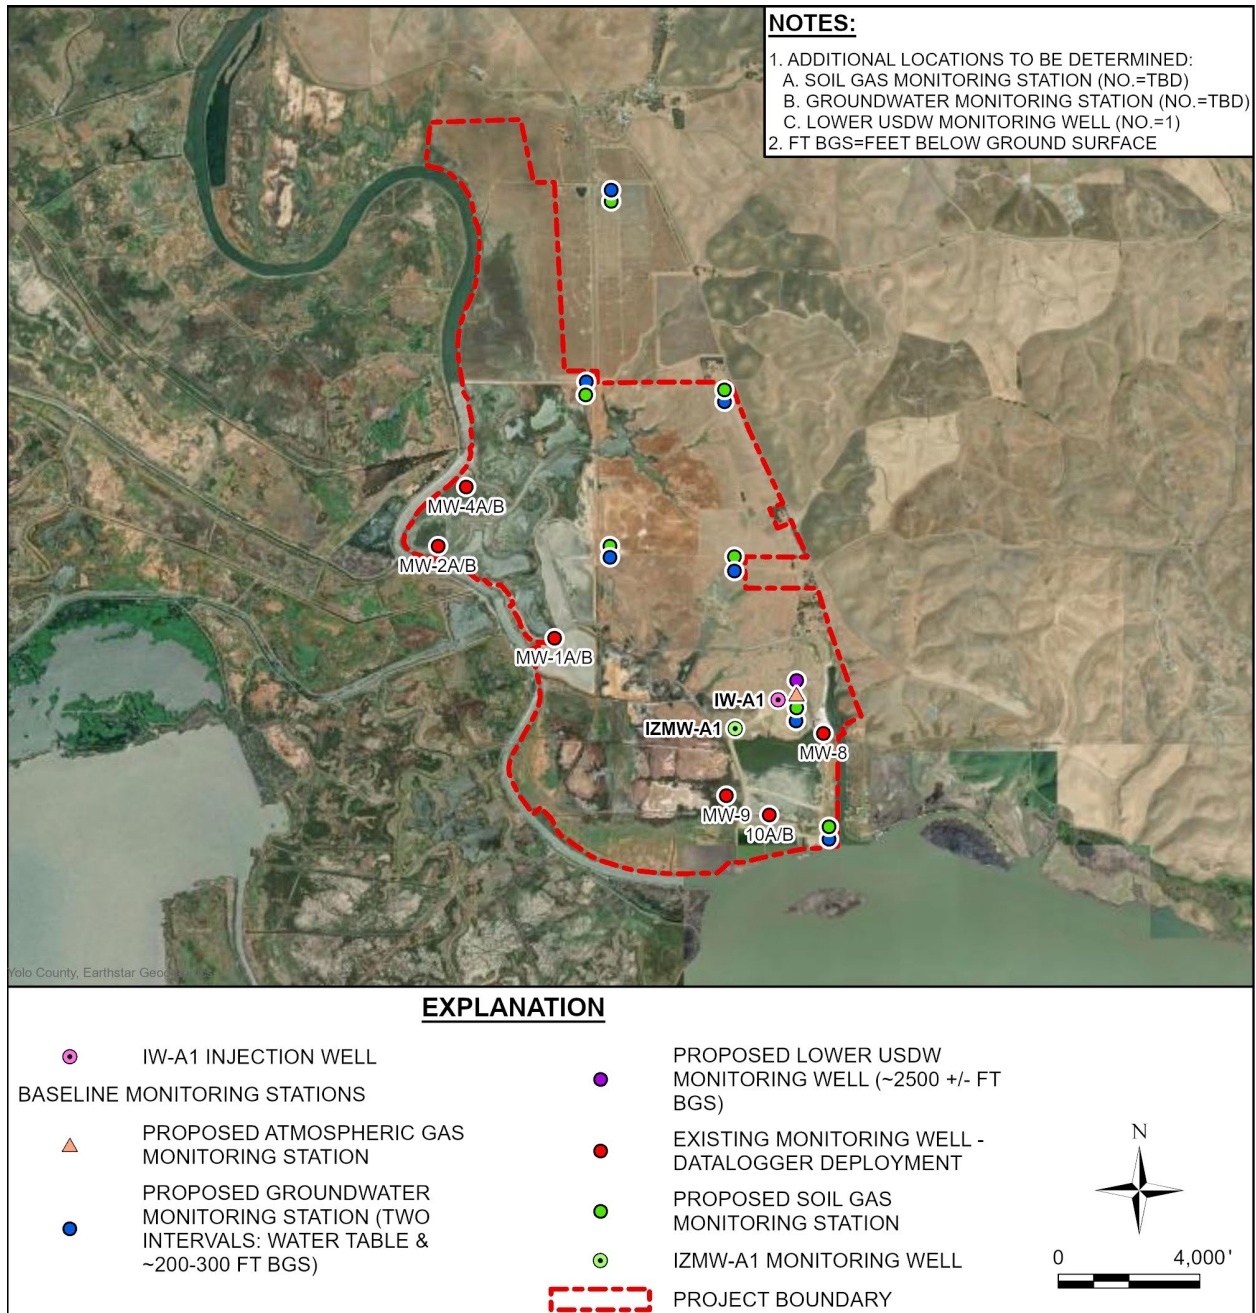 NOTES:
1. ADDITIONAL LOCATIONS TO BE DETERMINED:
A. SOIL GAS MONITORING STATION (NO.=TBD)
B. GROUNDWATER MONITORING STATION (NO.=TBD)
C. LOWER USDW MONITORING WELL (NO.=1)
2. FT BGS=FEET BELOW GROUND SURFACE
MW-4A/B
MW-2A/B
MW-1A/B
IW-A1
IZMW-A1
MW-8
MW-9
10A/B
Yolo County, Earthstar
EXPLANATION
IW-A1 INJECTION WELL
BASELINE MONITORING STATIONS
PROPOSED ATMOSPHERIC GAS
MONITORING STATION
PROPOSED GROUNDWATER
MONITORING STATION (TWO
INTERVALS: WATER TABLE &
~200-300 FT BGS)
PROPOSED LOWER USDW
MONITORING WELL (~2500 +/- FT
BGS)
EXISTING MONITORING WELL -
DATALOGGER DEPLOYMENT
PROPOSED SOIL GAS
MONITORING STATION
IZMW-A1 MONITORING WELL
PROJECT BOUNDARY
N
0 4,000'